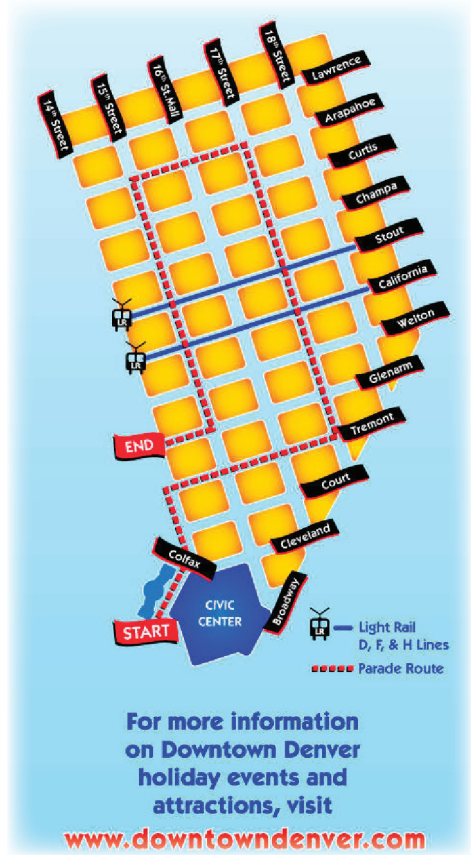 14th Street
15th Street
16th St. Mall
17th Street
18th Street
Lawrence
Arapahoe
Curtis
Champa
Stout
California
Welton
Glenarm
Tremont
Court
Cleveland
Broadway
LR
LR
END
Colfax
START
CIVIC
CENTER
LR
Light Rail
D, F, & H Lines
Parade Route
For more information
on Downtown Denver
holiday events and
attractions, visit
www.downtowndenver.com